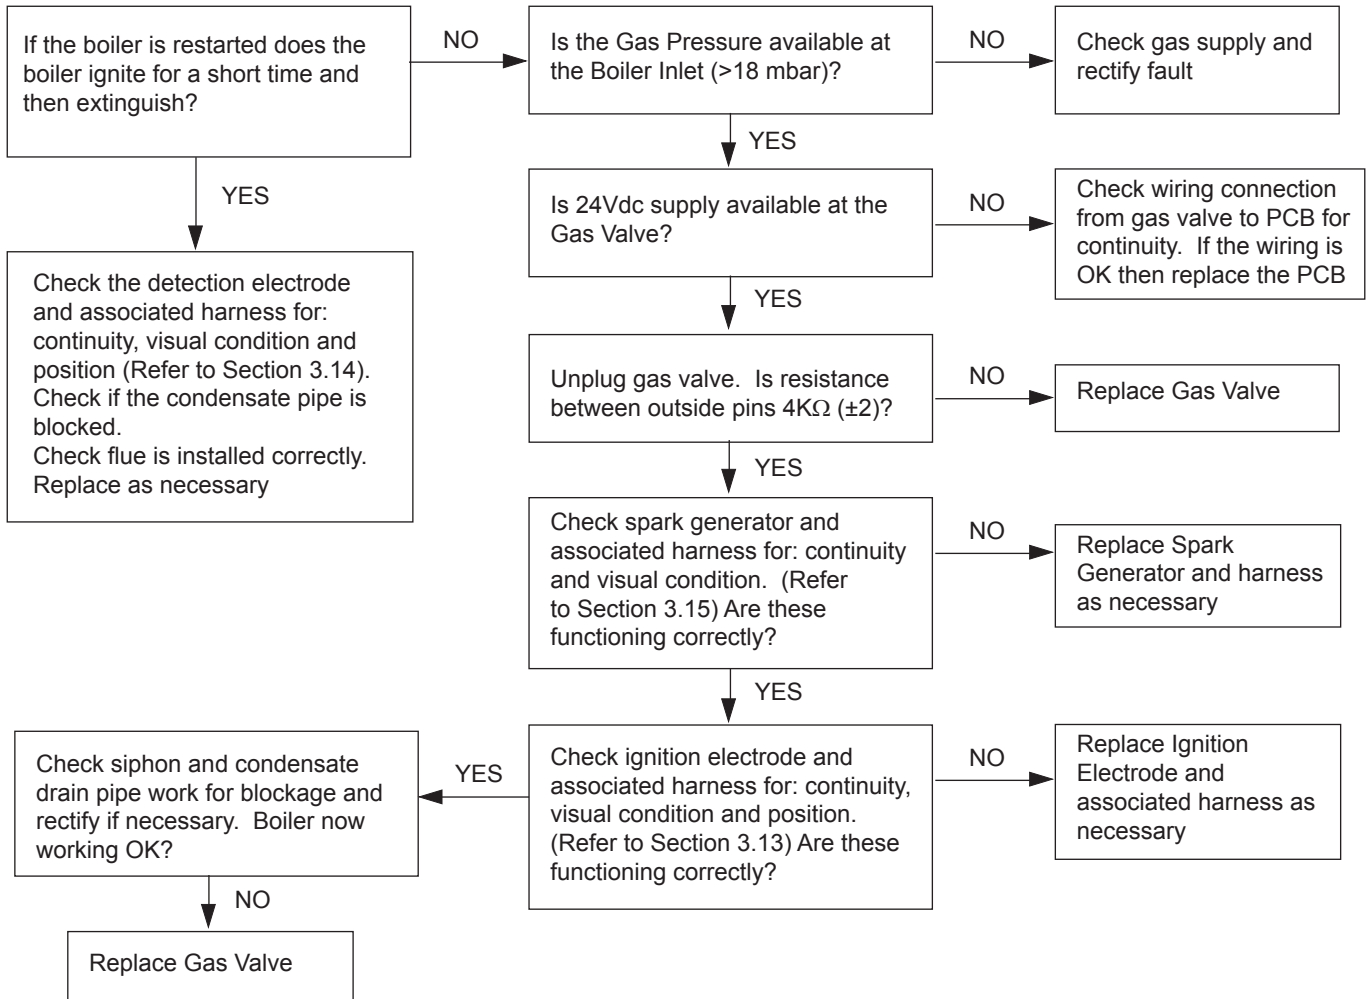 If the boiler is restarted does the
boiler ignite for a short time and
then extinguish?
NO
Is the Gas Pressure available at
the Boiler Inlet (>18 mbar)?
NO
Check gas supply and
rectify fault
YES
YES
Is 24Vdc supply available at the
Gas Valve?
NO
Check wiring connection
from gas valve to PCB for
continuity.  If the wiring is
OK then replace the PCB
Check the detection electrode
and associated harness for:
continuity, visual condition and
position (Refer to Section 3.14).
Check if the condensate pipe is
blocked.
Check flue is installed correctly.
Replace as necessary
YES
Unplug gas valve.  Is resistance
between outside pins 4KΩ (±2)?
NO
Replace Gas Valve
YES
Check spark generator and
associated harness for: continuity
and visual condition.  (Refer
to Section 3.15) Are these
functioning correctly?
NO
Replace Spark
Generator and harness
as necessary
YES
Check ignition electrode and
associated harness for: continuity,
visual condition and position.
(Refer to Section 3.13) Are these
functioning correctly?
NO
Replace Ignition
Electrode and
associated harness as
necessary
YES
Check siphon and condensate
drain pipe work for blockage and
rectify if necessary.  Boiler now
working OK?
NO
Replace Gas Valve